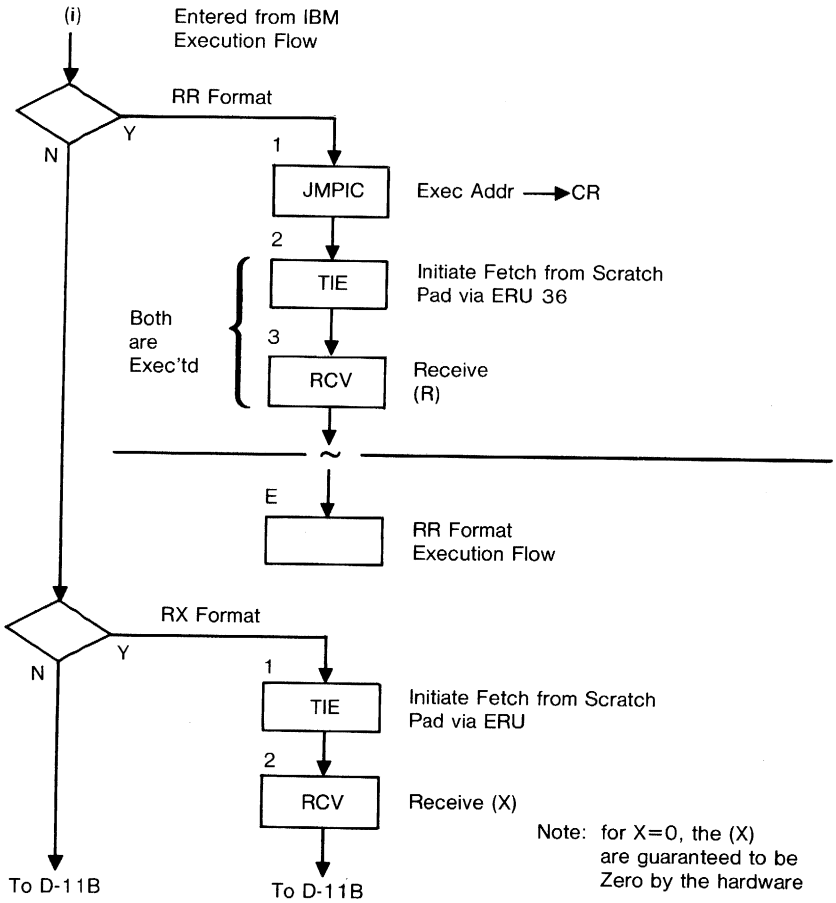 (i)
Entered from IBM
Execution Flow
RR Format
Y
N
1
JMPIC
Exec Addr → CR
2
TIE
Initiate Fetch from Scratch
Pad via ERU 36
Both
are
Exec'td
3
RCV
Receive
(R)
~
E
RR Format
Execution Flow
RX Format
Y
N
1
TIE
Initiate Fetch from Scratch
Pad via ERU
2
RCV
Receive (X)
Note: for X=0, the (X)
are guaranteed to be
Zero by the hardware
To D-11B
To D-11B